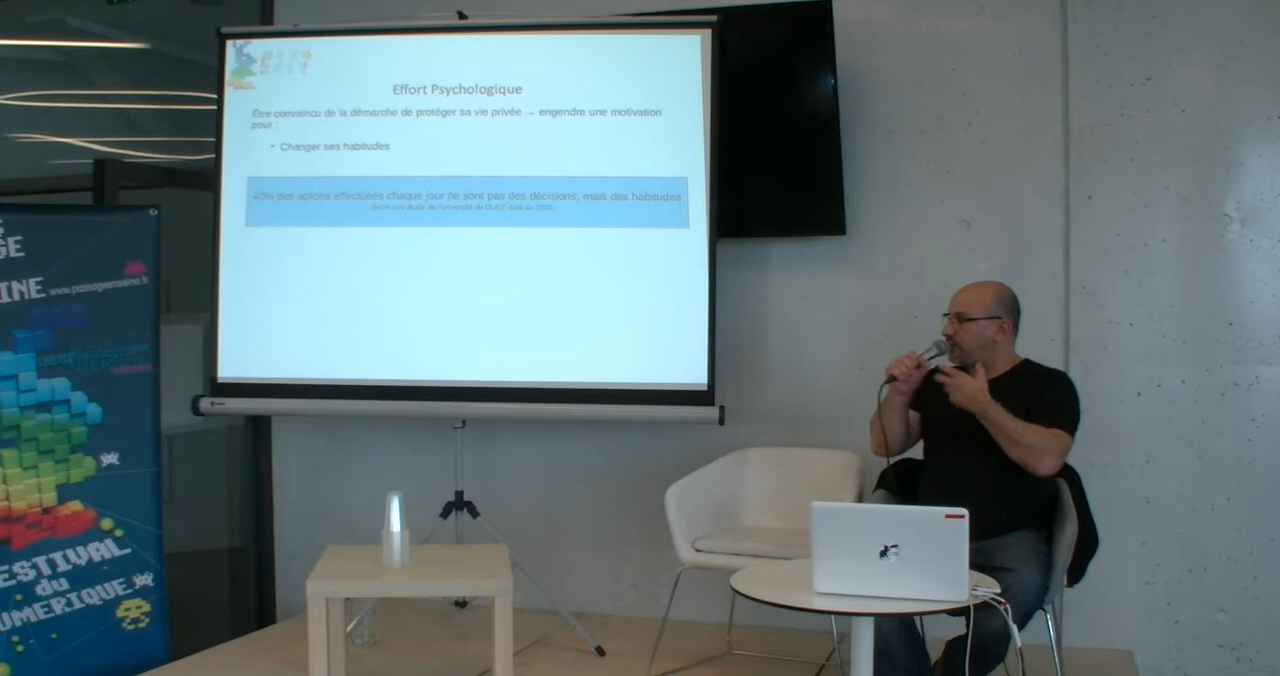 Effort Psychologique
Être convaincu de la démarche de protéger sa vie privée → engendre une motivation
pour :
• Changer ses habitudes
40% des actions effectuées chaque jour ne sont pas des décisions, mais des habitudes
GE
INE www.passageenseine.fr
ESTIVAL
du
UMERIQUE